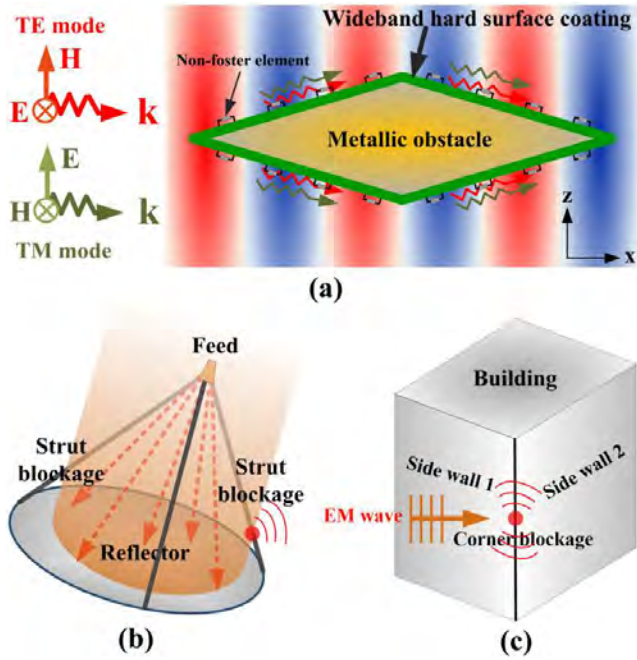 TE mode
H
E
k
E
H
k
TM mode
Wideband hard surface coating
Non-foster element
Metallic obstacle
z
x
(a)
Feed
Strut
blockage
Strut
blockage
Reflector
(b)
Building
Side wall 1
Side wall 2
EM wave
Corner blockage
(c)